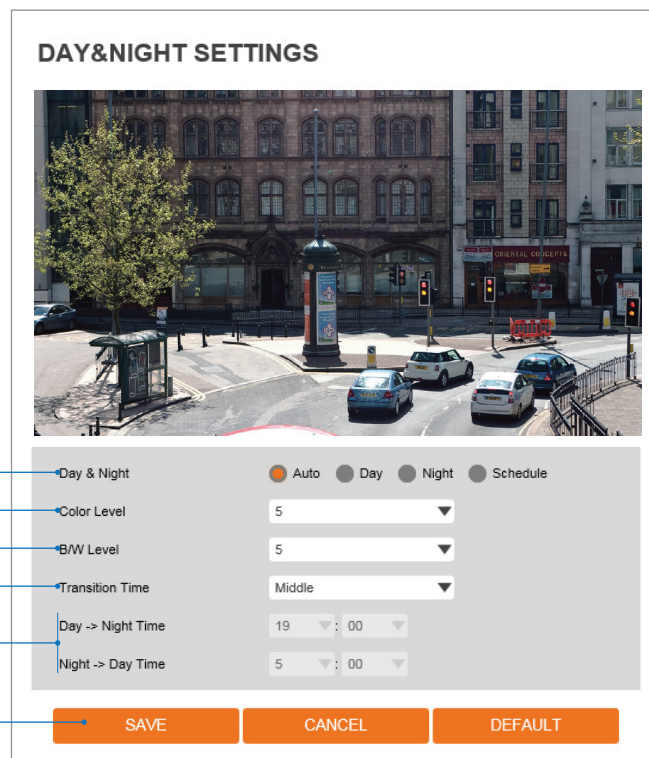 DAY&NIGHT SETTINGS
ORIENTAL CONCEPTS
Day & Night Auto Day Night Schedule
Color Level 5
B/W Level 5
Transition Time Middle
Day -> Night Time 19 : 00
Night -> Day Time 5 : 00
SAVE CANCEL DEFAULT